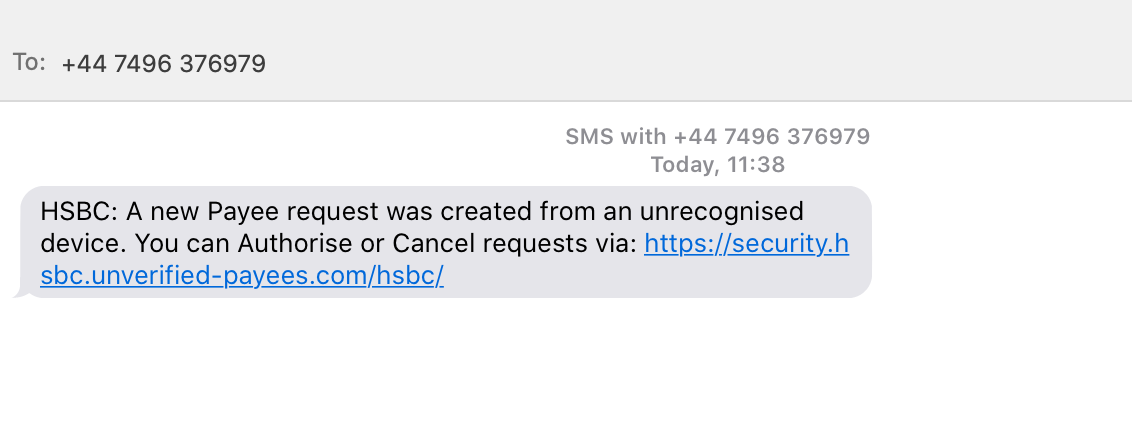 To: +44 7496 376979
SMS with +44 7496 376979
Today, 11:38
HSBC: A new Payee request was created from an unrecognised
device. You can Authorise or Cancel requests via: https://security.h
sbc.unverified-payees.com/hsbc/